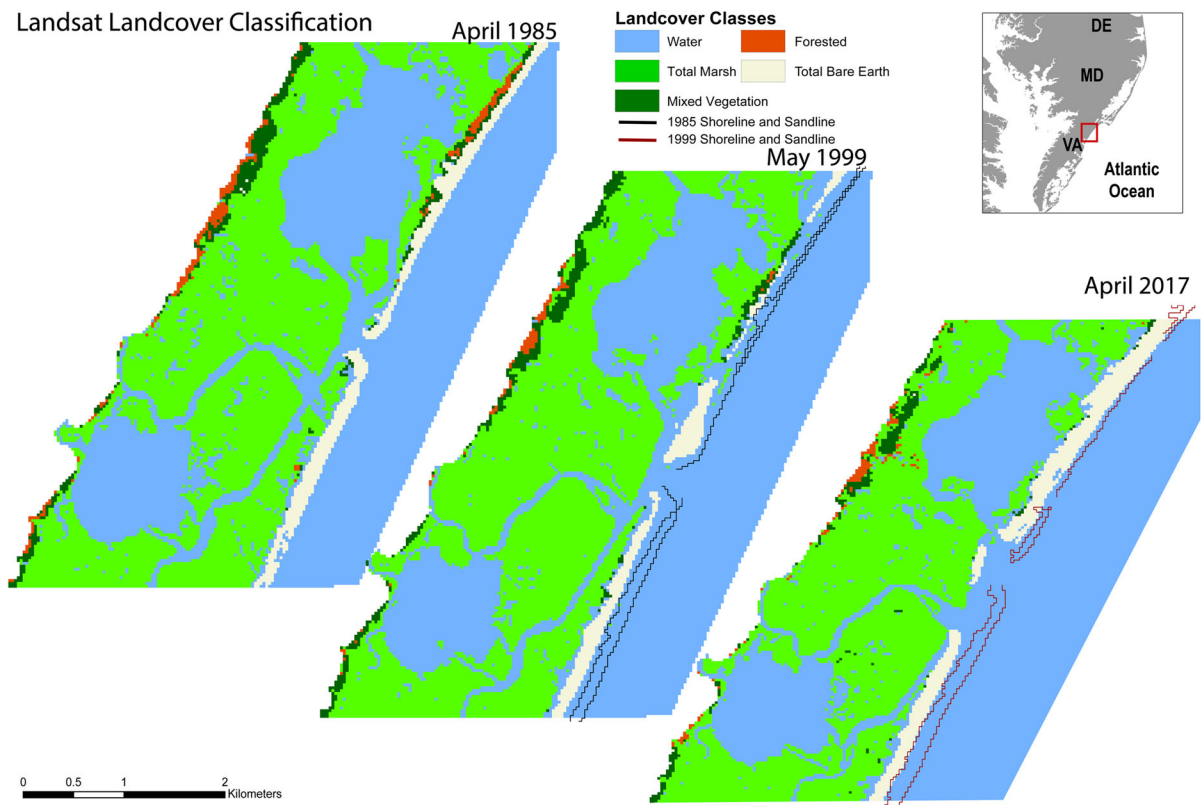 Landsat Landcover Classification
April 1985
Landcover Classes
Water
Forested
Total Marsh
Total Bare Earth
Mixed Vegetation
1985 Shoreline and Sandline
1999 Shoreline and Sandline
DE
MD
VA
Atlantic
Ocean
May 1999
April 2017
0 0.5 1 2
Kilometers